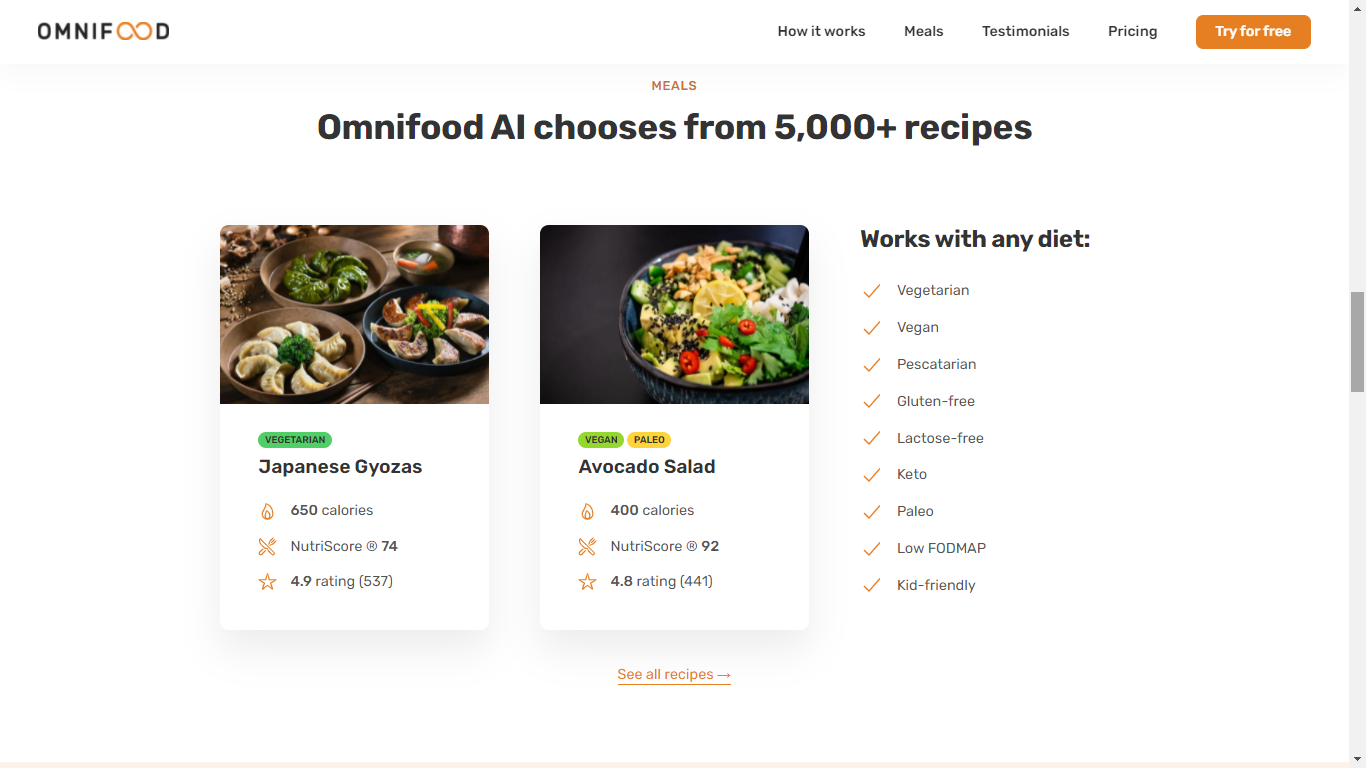 OMNIFOOD
How it works
Meals
Testimonials
Pricing
Try for free
MEALS
Omnifood AI chooses from 5,000+ recipes
VEGETARIAN
Japanese Gyozas
650 calories
NutriScore ® 74
4.9 rating (537)
VEGAN
PALEO
Avocado Salad
400 calories
NutriScore ® 92
4.8 rating (441)
Works with any diet:
Vegetarian
Vegan
Pescatarian
Gluten-free
Lactose-free
Keto
Paleo
Low FODMAP
Kid-friendly
See all recipes →